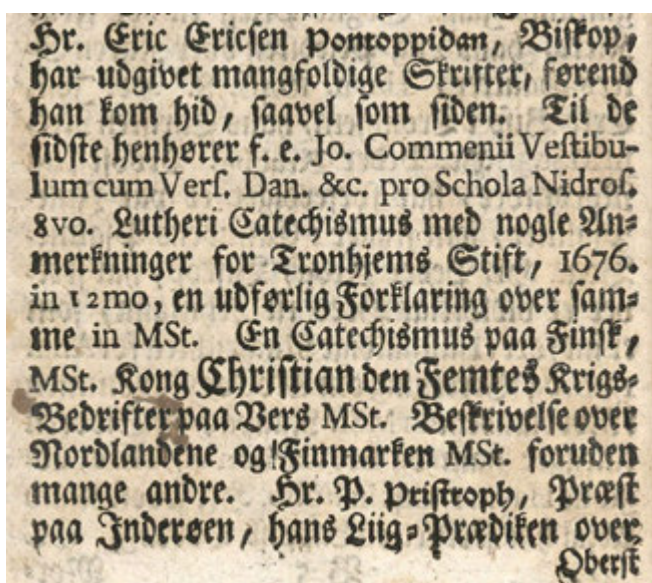 Hr. Eric Ericsen Pontoppidan, Biskop,
har udgivet mangfoldige Skrifter, førend
han kom hid, saavel som siden. Til de
sidste henhører f. e. Jo. Commenii Vestibu-
lum cum Vers. Dan. &c. pro Schola Nidros.
8vo. Lutheri Catechismus med nogle An-
merkninger for Tronhjems Stift, 1676.
in 12mo, en udførlig Forklaring over sam-
me in MSt. En Catechismus paa Finsk,
MSt. Kong Christian den Femtes Krigs-
Bedrifter paa Vers MSt. Beskrivelse over
Nordlandene og Finmarken MSt. foruden
mange andre. Hr. P. Pristroph, Præst
paa Inderøen, hans Liig-Prædiken over
Oberst